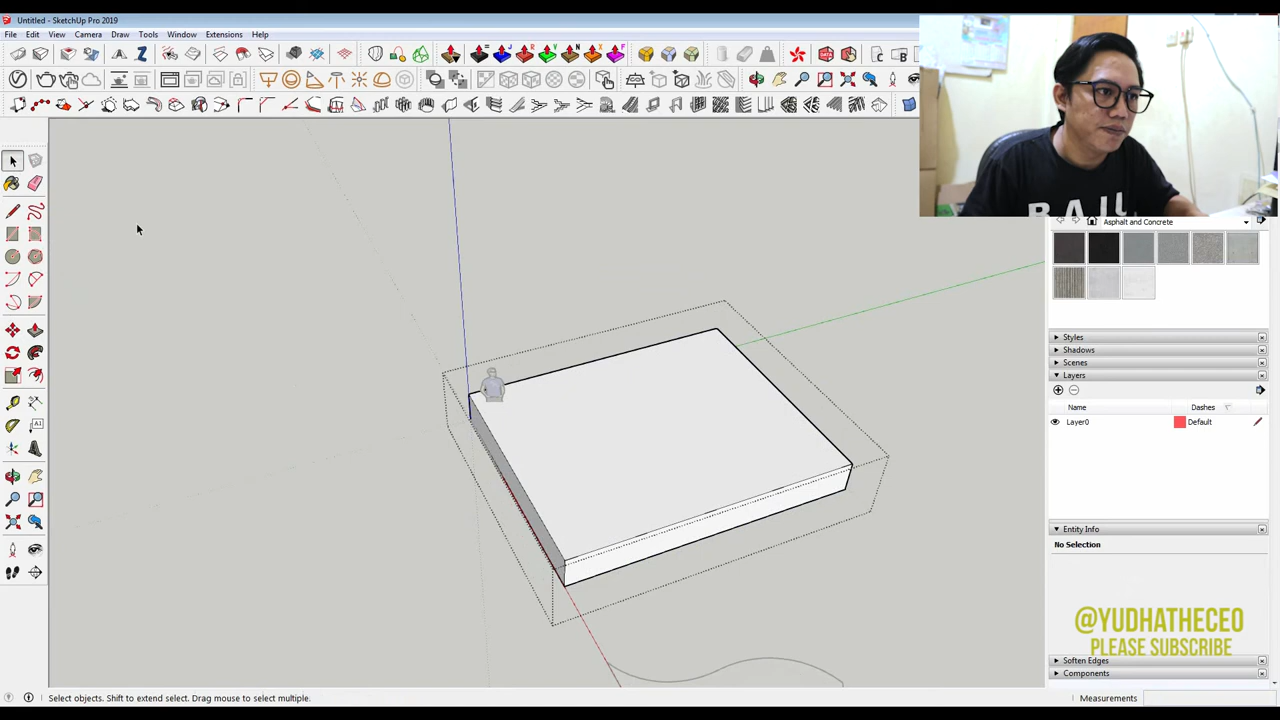 Untitled - SketchUp Pro 2019
File Edit View Camera Draw Tools Window Extensions Help
BAJU
Asphalt and Concrete
Styles
Shadows
Scenes
Layers
Name Dashes
Layer0 Default
Entity Info
No Selection
@YUDHATHECEO
PLEASE SUBSCRIBE
Soften Edges
Components
Select objects. Shift to extend select. Drag mouse to select multiple.
Measurements